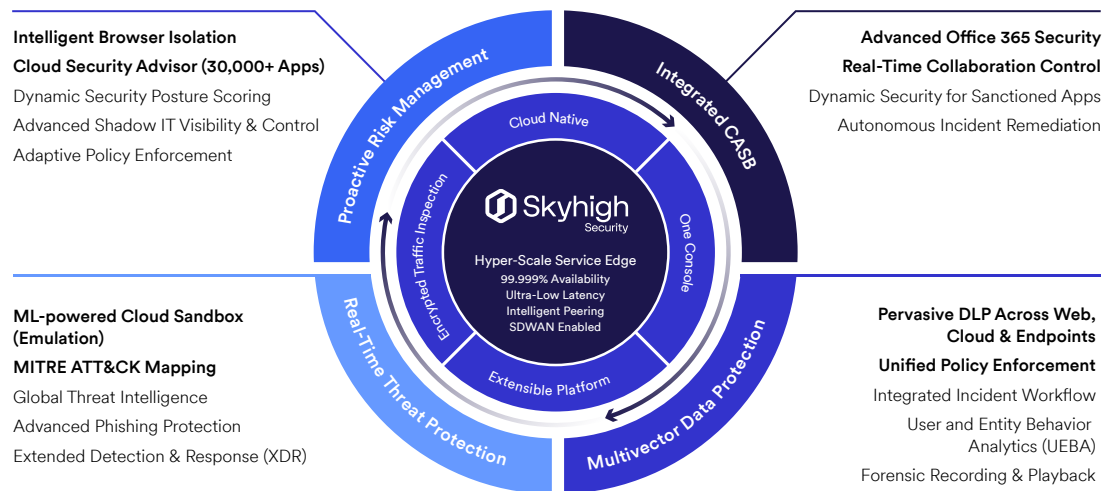 Intelligent Browser Isolation
Cloud Security Advisor (30,000+ Apps)
Dynamic Security Posture Scoring
Advanced Shadow IT Visibility & Control
Adaptive Policy Enforcement
Proactive Risk Management
Integrated CASB
Advanced Office 365 Security
Real-Time Collaboration Control
Dynamic Security for Sanctioned Apps
Autonomous Incident Remediation
Cloud Native
Encrypted Traffic Inspection
One Console
Extensible Platform
Skyhigh
Security
Hyper-Scale Service Edge
99.999% Availability
Ultra-Low Latency
Intelligent Peering
SDWAN Enabled
ML-powered Cloud Sandbox
(Emulation)
MITRE ATT&CK Mapping
Global Threat Intelligence
Advanced Phishing Protection
Extended Detection & Response (XDR)
Real-Time Threat Protection
Multivector Data Protection
Pervasive DLP Across Web,
Cloud & Endpoints
Unified Policy Enforcement
Integrated Incident Workflow
User and Entity Behavior
Analytics (UEBA)
Forensic Recording & Playback